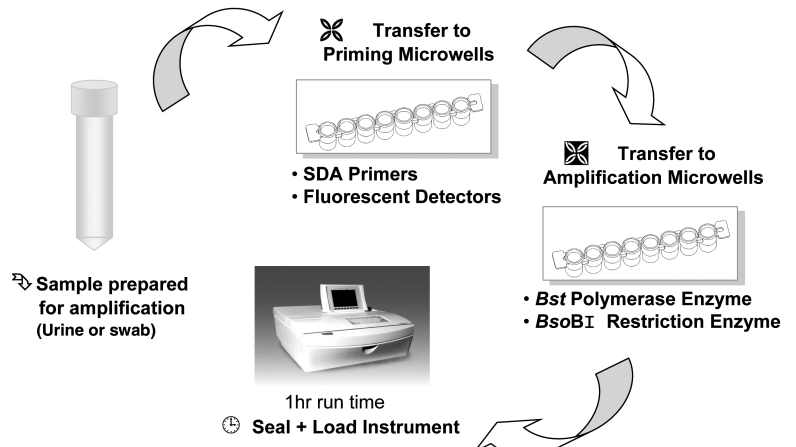 Sample prepared
for amplification
(Urine or swab)
Transfer to
Priming Microwells
• SDA Primers
• Fluorescent Detectors
Transfer to
Amplification Microwells
• Bst Polymerase Enzyme
• BsoBI Restriction Enzyme
1hr run time
Seal + Load Instrument